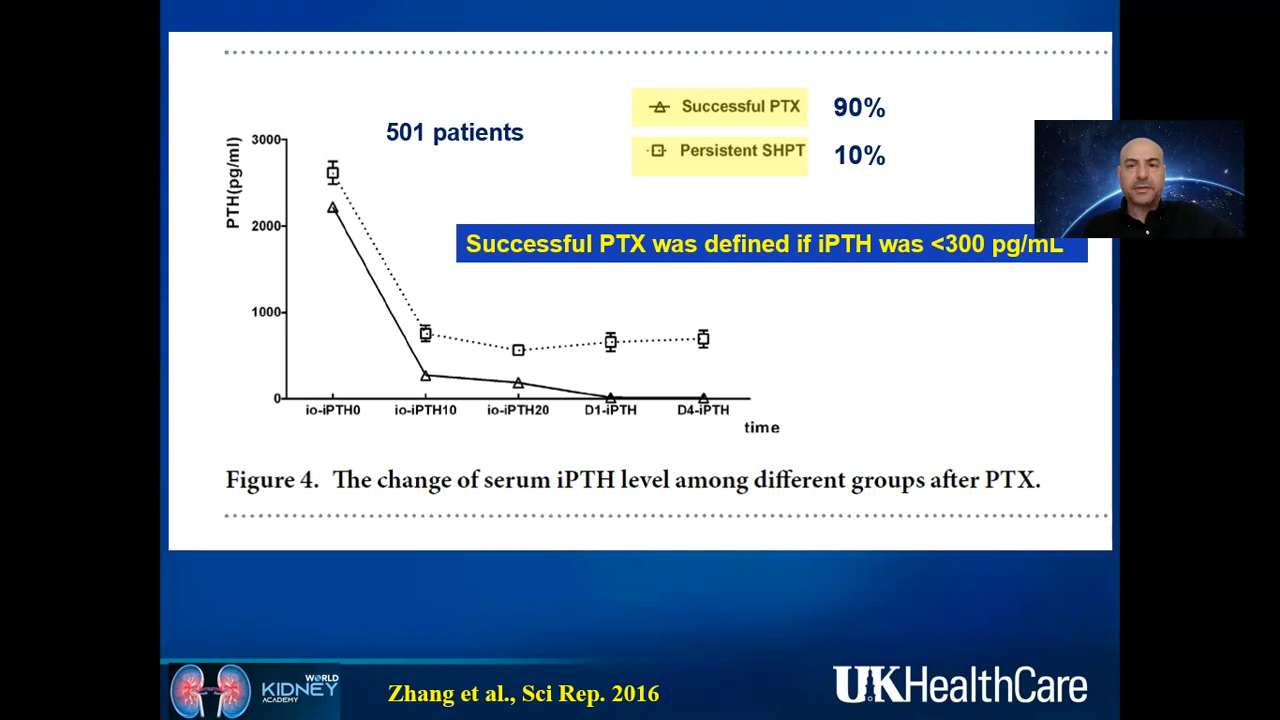 501 patients
Successful PTX 90%
Persistent SHPT 10%
Successful PTX was defined if iPTH was <300 pg/mL
PTH(pg/ml)
3000
2000
1000
0
io-iPTH0 io-iPTH10 io-iPTH20 D1-iPTH D4-iPTH
time
Figure 4. The change of serum iPTH level among different groups after PTX.
WORLD
KIDNEY
ACADEMY
Zhang et al., Sci Rep. 2016
UKHealthCare